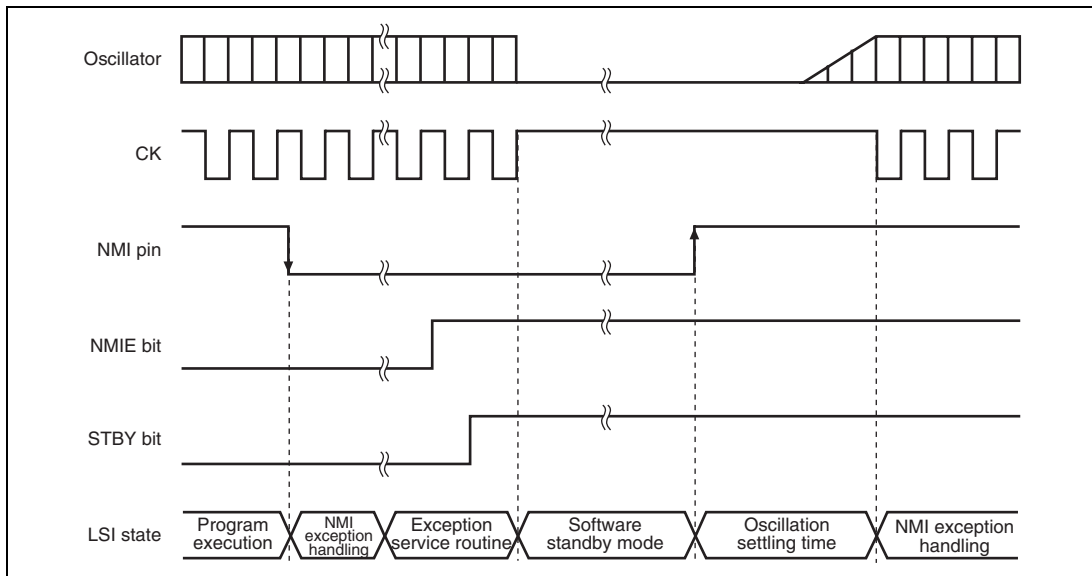 Oscillator
CK
NMI pin
NMIE bit
STBY bit
LSI state
Program
execution
NMI
exception
handling
Exception
service routine
Software
standby mode
Oscillation
settling time
NMI exception
handling